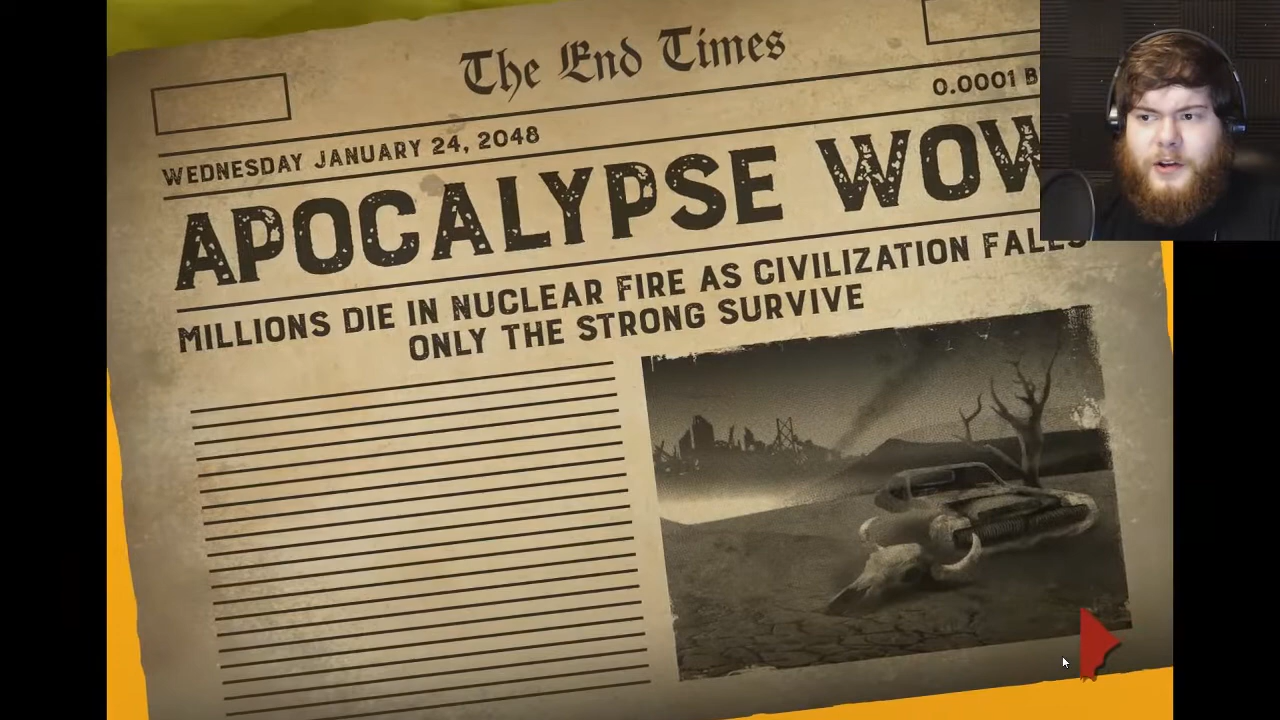 The End Times
WEDNESDAY JANUARY 24, 2048
0.0001 B
APOCALYPSE WOW
MILLIONS DIE IN NUCLEAR FIRE AS CIVILIZATION FALLS
ONLY THE STRONG SURVIVE